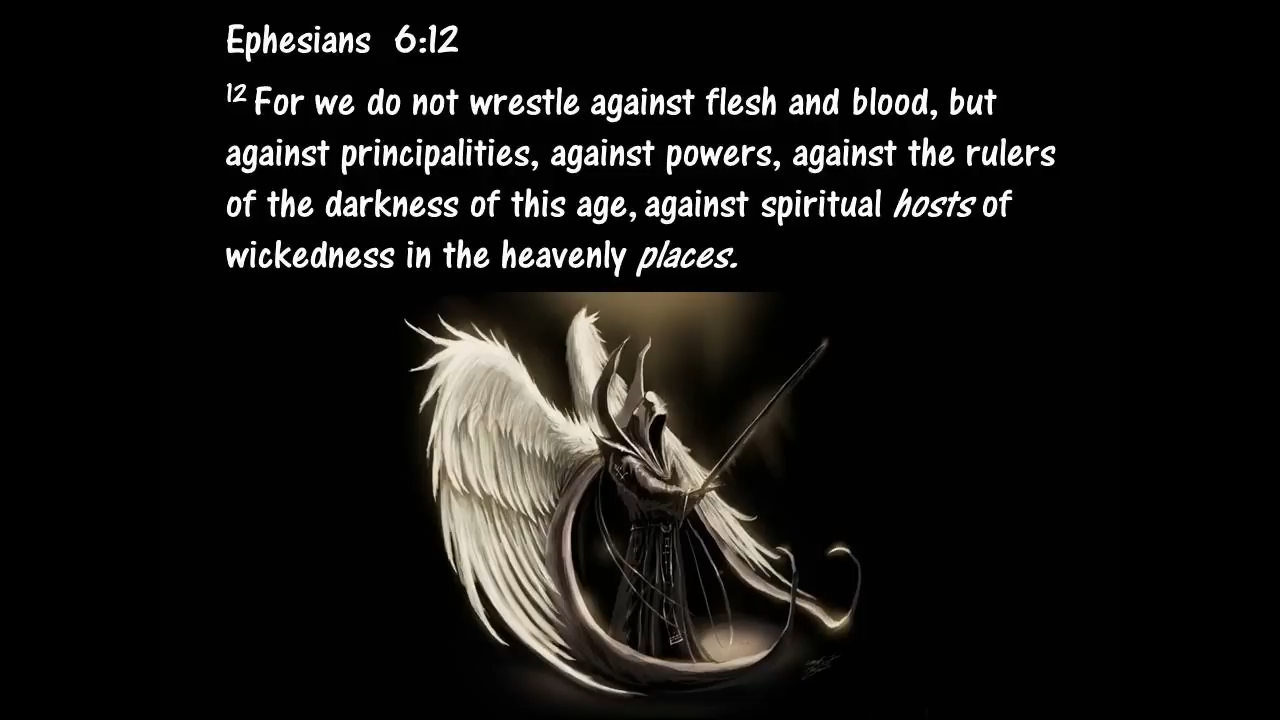 Ephesians 6:12
12 For we do not wrestle against flesh and blood, but
against principalities, against powers, against the rulers
of the darkness of this age, against spiritual hosts of
wickedness in the heavenly places.